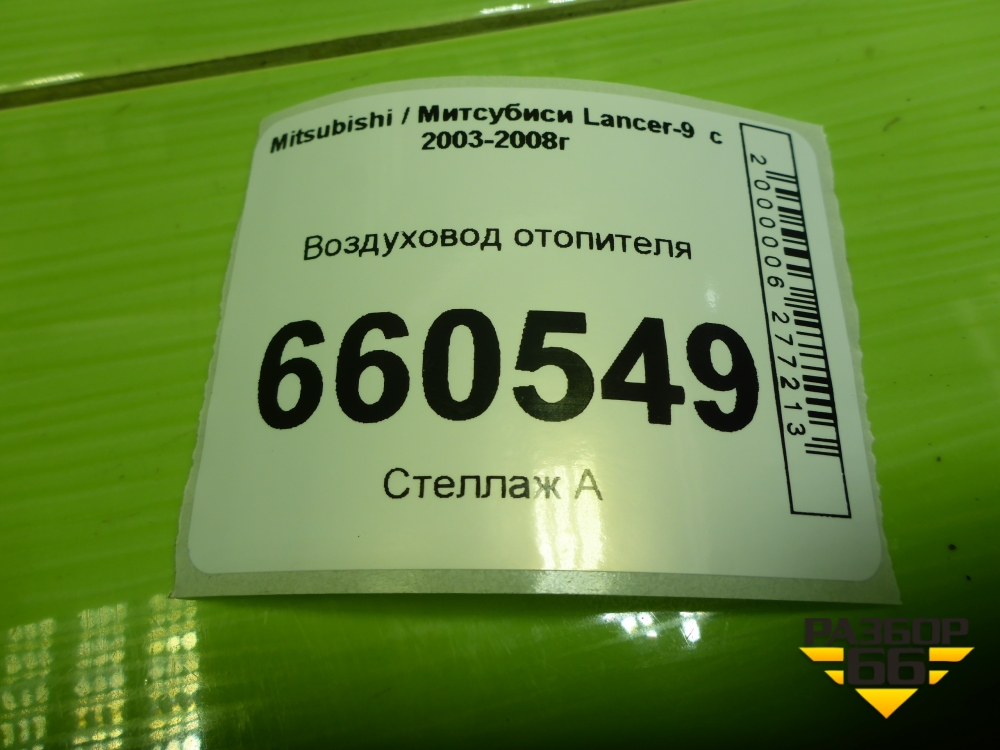 Mitsubishi / Митсубиси Lancer-9 с
2003-2008г
Воздуховод отопителя
660549
Стеллаж А
2000006277213
РАЗБОР
66